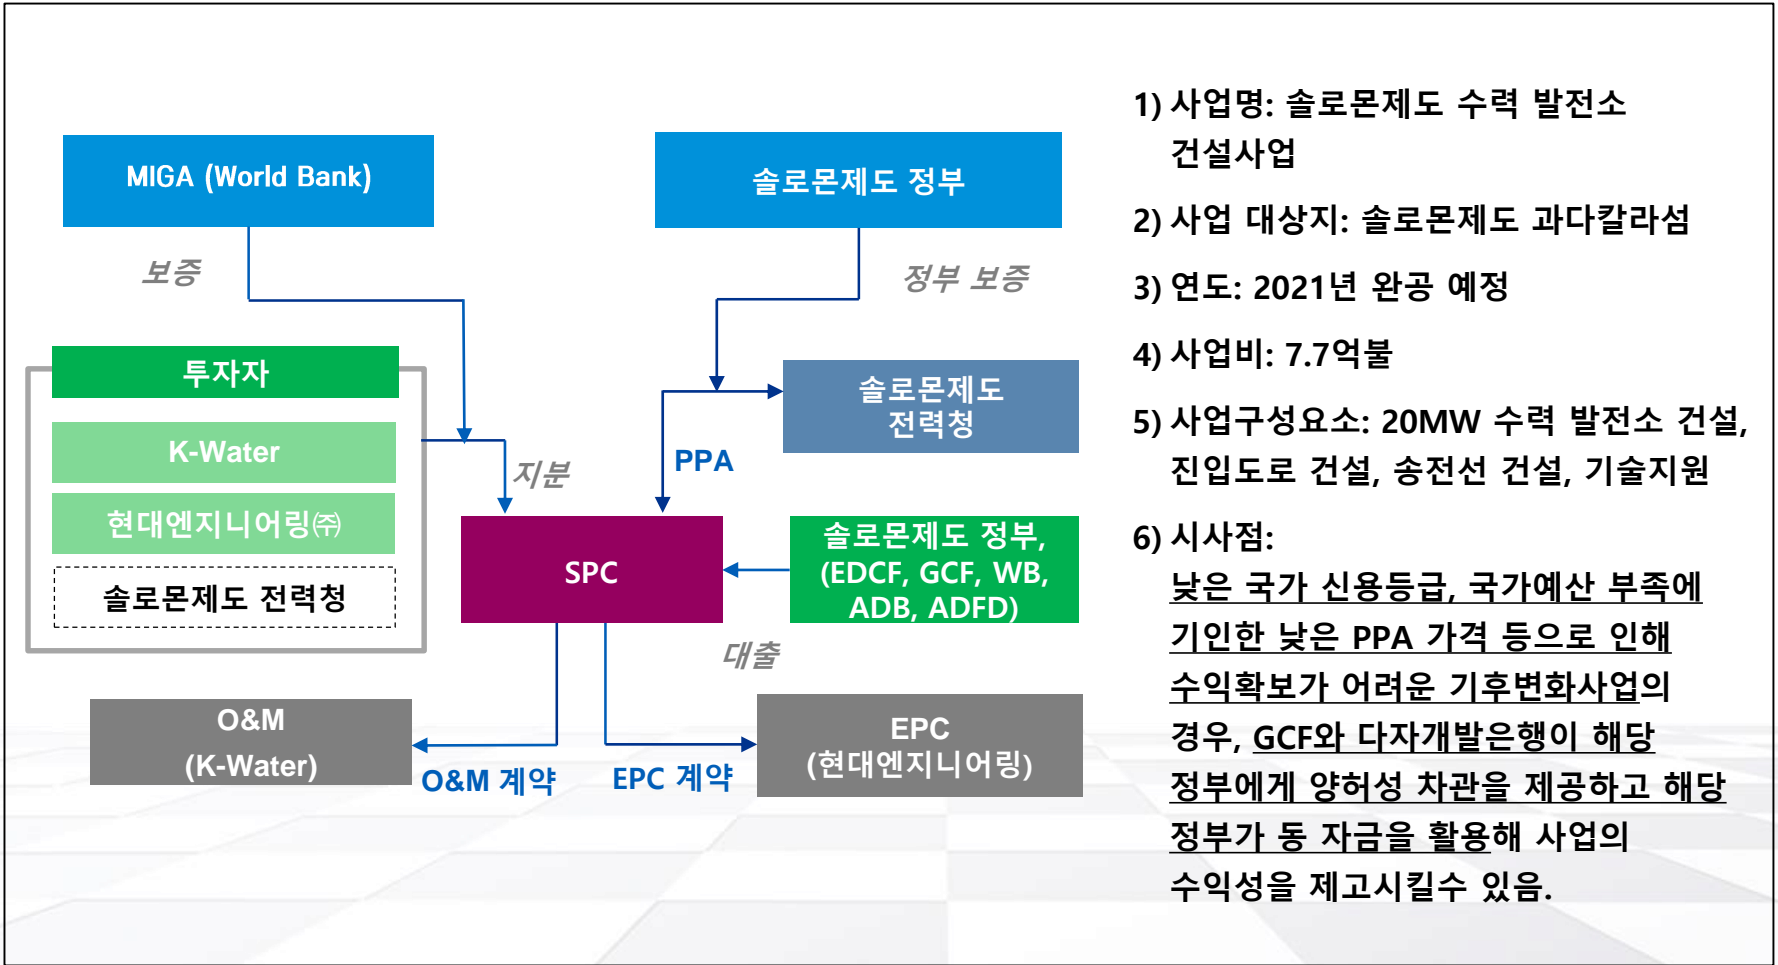 MIGA (World Bank)
솔로몬제도 정부
보증
정부 보증
투자자
K-Water
현대엔지니어링㈜
솔로몬제도 전력청
지분
PPA
솔로몬제도
전력청
SPC
솔로몬제도 정부,
(EDCF, GCF, WB,
ADB, ADFD)
대출
O&M
(K-Water)
O&M 계약
EPC 계약
EPC
(현대엔지니어링)
1) 사업명: 솔로몬제도 수력 발전소
건설사업
2) 사업 대상지: 솔로몬제도 과다칼라섬
3) 연도: 2021년 완공 예정
4) 사업비: 7.7억불
5) 사업구성요소: 20MW 수력 발전소 건설,
진입도로 건설, 송전선 건설, 기술지원
6) 시사점:
낮은 국가 신용등급, 국가예산 부족에
기인한 낮은 PPA 가격 등으로 인해
수익확보가 어려운 기후변화사업의
경우, GCF와 다자개발은행이 해당
정부에게 양허성 차관을 제공하고 해당
정부가 동 자금을 활용해 사업의
수익성을 제고시킬수 있음.